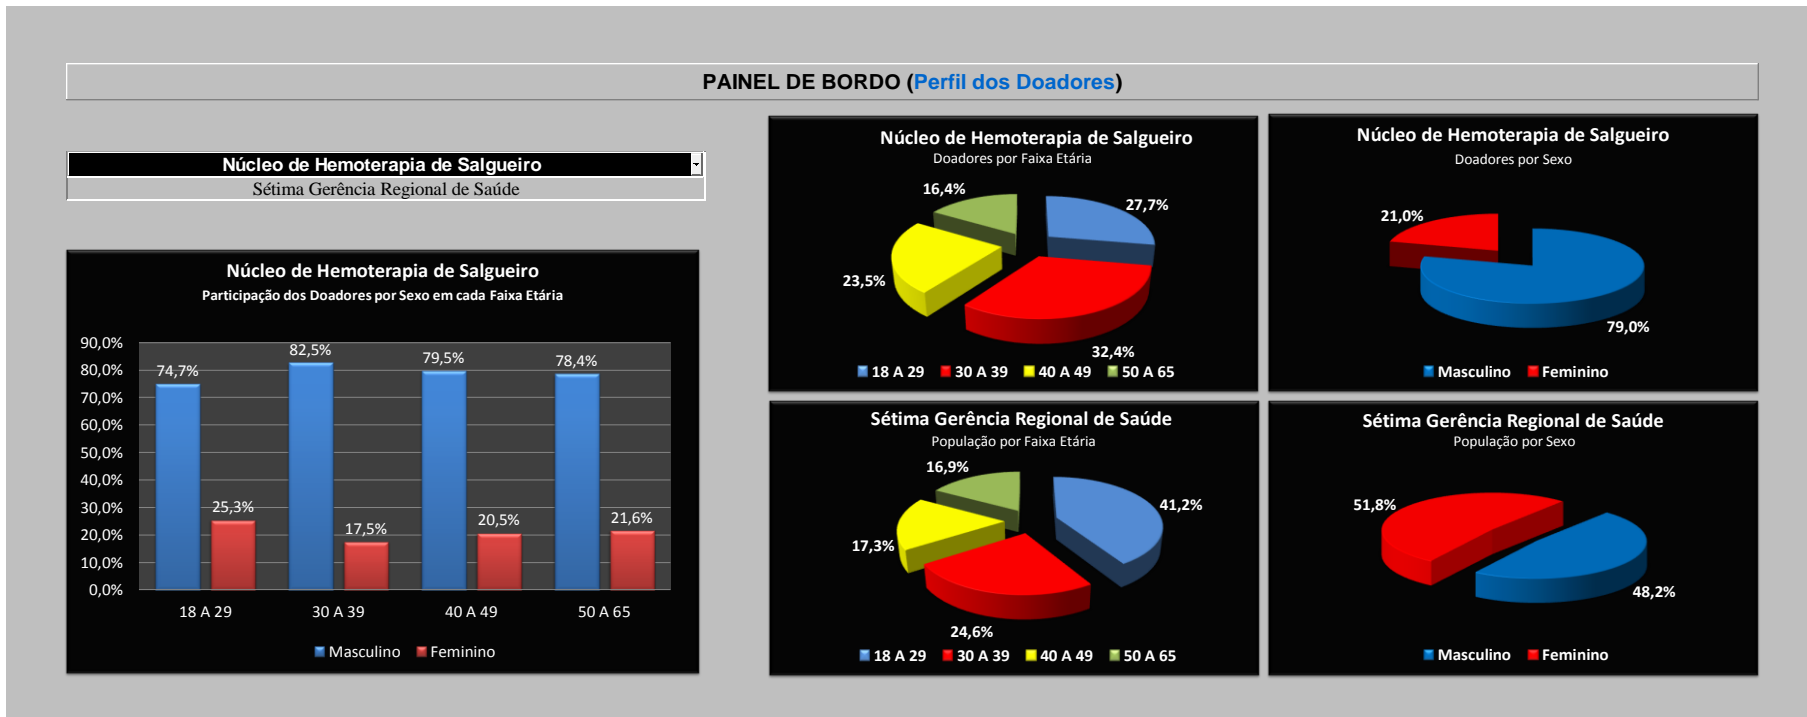 PAINEL DE BORDO (Perfil dos Doadores)
Núcleo de Hemoterapia de Salgueiro
Sétima Gerência Regional de Saúde
Núcleo de Hemoterapia de Salgueiro
Participação dos Doadores por Sexo em cada Faixa Etária
90,0%
80,0%
70,0%
60,0%
50,0%
40,0%
30,0%
20,0%
10,0%
0,0%
74,7%
25,3%
82,5%
17,5%
79,5%
20,5%
78,4%
21,6%
18 A 29
30 A 39
40 A 49
50 A 65
Masculino Feminino
Núcleo de Hemoterapia de Salgueiro
Doadores por Faixa Etária
16,4%
27,7%
23,5%
32,4%
18 A 29 30 A 39 40 A 49 50 A 65
Núcleo de Hemoterapia de Salgueiro
Doadores por Sexo
21,0%
79,0%
Masculino Feminino
Sétima Gerência Regional de Saúde
População por Faixa Etária
16,9%
41,2%
17,3%
24,6%
18 A 29 30 A 39 40 A 49 50 A 65
Sétima Gerência Regional de Saúde
População por Sexo
51,8%
48,2%
Masculino Feminino